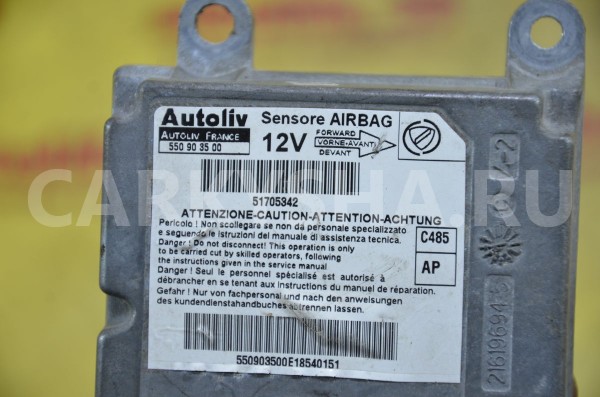 Autoliv
AUTOLIV FRANCE
550 90 35 00
Sensore AIRBAG
12V
FORWARD
VORNE-AVANTI
DEVANT
51705342
ATTENZIONE-CAUTION-ATTENTION-ACHTUNG
Pericolo ! Non scollegare se non da personale specializzato
e seguendo le istruzioni del manuale di assistenza tecnica.
Danger ! Do not disconnect! This operation is only
to be carried out by skilled operators, following
the instructions given in the service manual
Danger ! Seul le personnel spécialisé est autorisé à
débrancher en se tenant aux instructions du manuel de réparation.
Gefahr ! Nur von fachpersonal und nach den anweisungen
des kundendienstahandbuches abtrennen lassen !
C485
AP
550903500E18540151
CARKYSHA.RU